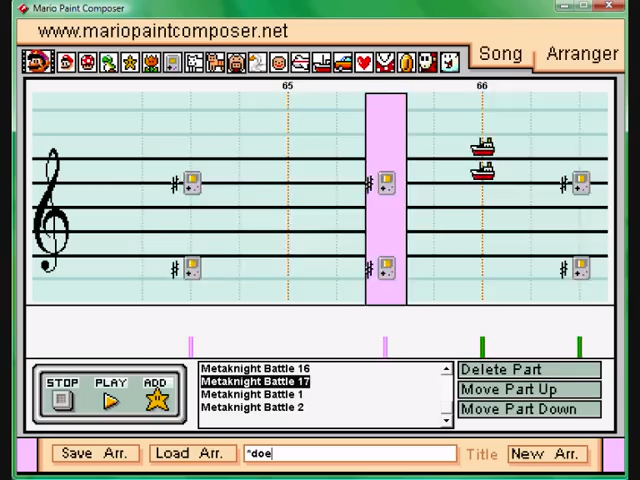 Mario Paint Composer
www.mariopaintcomposer.net
Song
Arranger
65
66
STOP
PLAY
ADD
Metaknight Battle 16
Metaknight Battle 17
Metaknight Battle 1
Metaknight Battle 2
Delete Part
Move Part Up
Move Part Down
Save Arr.
Load Arr.
*doe
Title
New Arr.